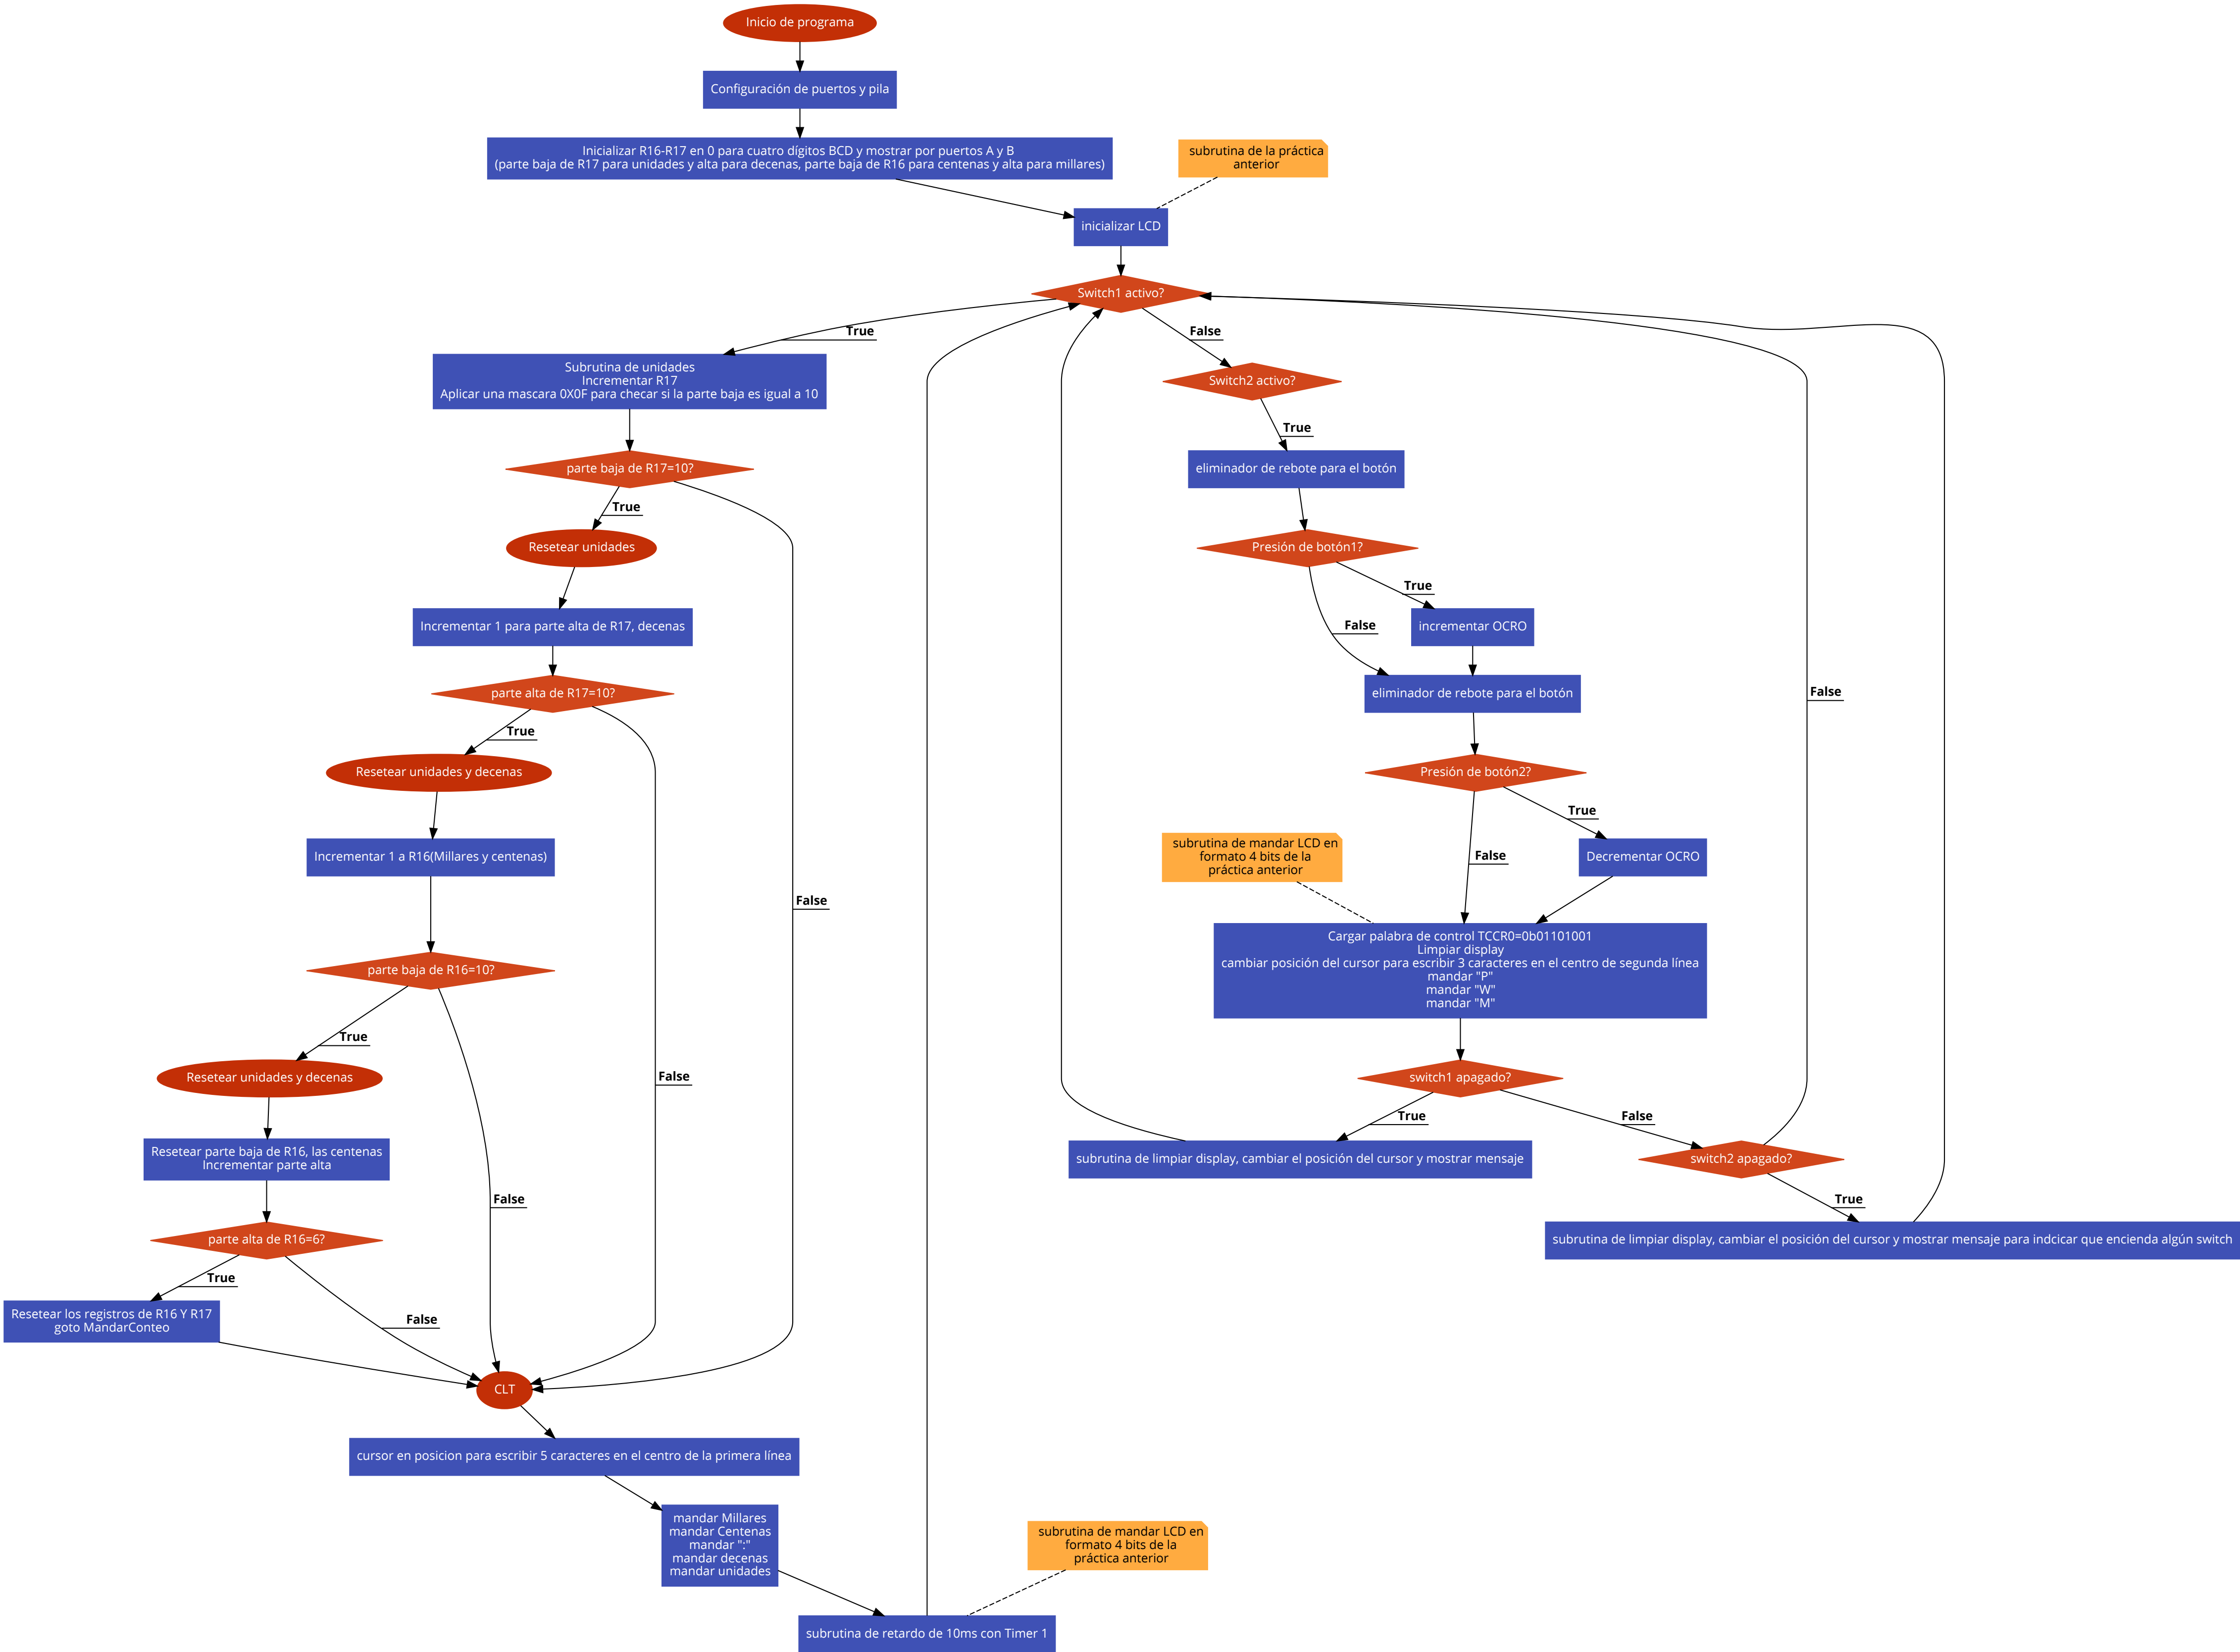 Inicio de programa
Configuración de puertos y pila
Inicializar R16-R17 en 0 para cuatro dígitos BCD y mostrar por puertos A y B
(parte baja de R17 para unidades y alta para decenas, parte baja de R16 para centenas y alta para millares)
subrutina de la práctica
anterior
inicializar LCD
Switch1 activo?
True
False
Subrutina de unidades
Incrementar R17
Aplicar una mascara 0X0F para checar si la parte baja es igual a 10
Switch2 activo?
True
parte baja de R17=10?
eliminador de rebote para el botón
True
Resetear unidades
Presión de botón1?
True
False
Incrementar 1 para parte alta de R17, decenas
incrementar OCRO
parte alta de R17=10?
eliminador de rebote para el botón
False
True
Resetear unidades y decenas
Presión de botón2?
True
False
Incrementar 1 a R16(Millares y centenas)
subrutina de mandar LCD en
formato 4 bits de la
práctica anterior
Decrementar OCRO
False
parte baja de R16=10?
Cargar palabra de control TCCR0=0b01101001
Limpiar display
cambiar posición del cursor para escribir 3 caracteres en el centro de segunda línea
mandar "P"
mandar "W"
mandar "M"
True
False
Resetear unidades y decenas
switch1 apagado?
True
False
Resetear parte baja de R16, las centenas
Incrementar parte alta
subrutina de limpiar display, cambiar el posición del cursor y mostrar mensaje
switch2 apagado?
False
True
parte alta de R16=6?
subrutina de limpiar display, cambiar el posición del cursor y mostrar mensaje para indcicar que encienda algún switch
True
False
Resetear los registros de R16 Y R17
goto MandarConteo
CLT
cursor en posicion para escribir 5 caracteres en el centro de la primera línea
mandar Millares
mandar Centenas
mandar ":"
mandar decenas
mandar unidades
subrutina de mandar LCD en
formato 4 bits de la
práctica anterior
subrutina de retardo de 10ms con Timer 1